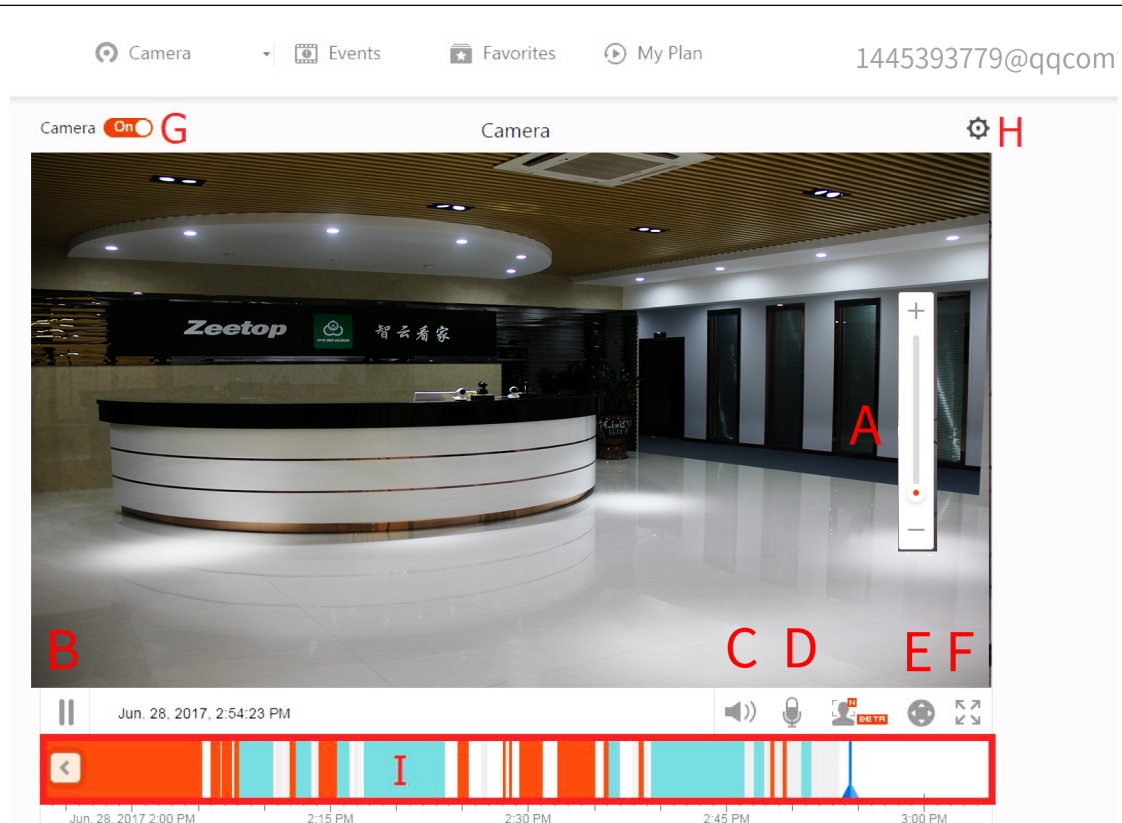 Camera Events Favorites My Plan 1445393779@qqcom
Camera On G Camera H
Zeetop 智云看家
A
B C D E F
Jun. 28, 2017, 2:54:23 PM N BETA
I
Jun. 28, 2017 2:00 PM 2:15 PM 2:30 PM 2:45 PM 3:00 PM